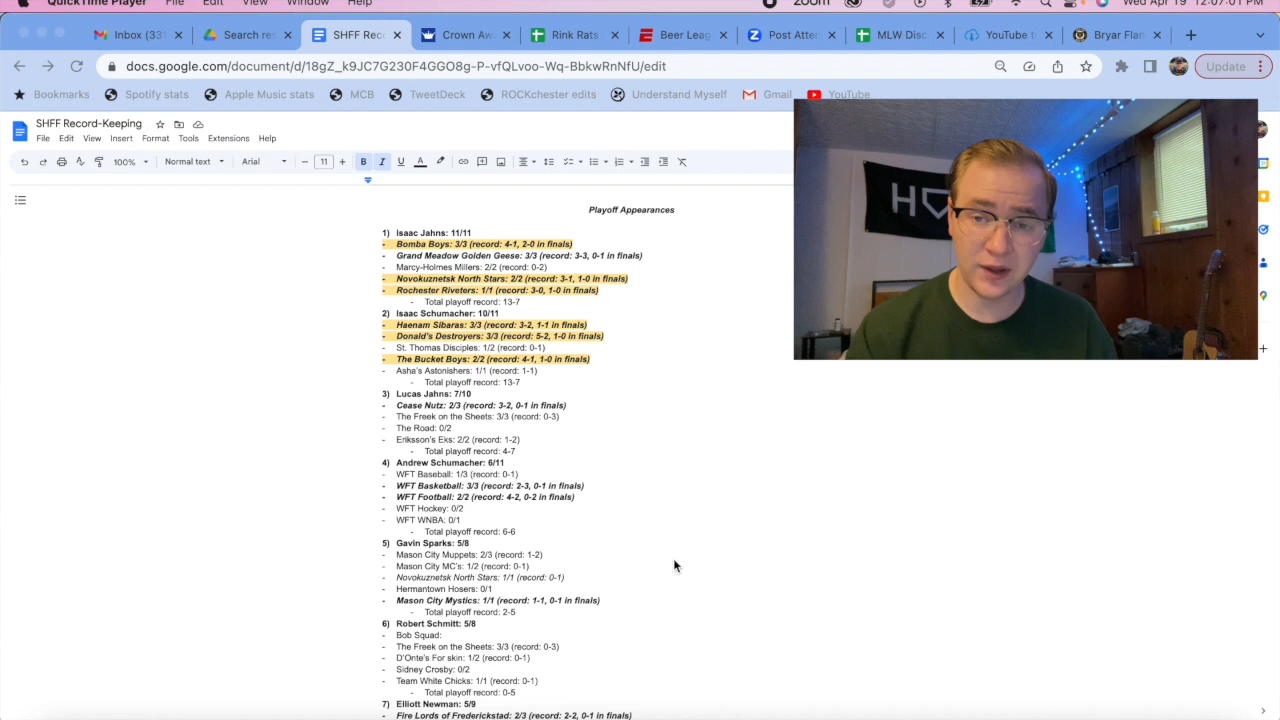 QuickTime Player File Edit View Window Help zoom Wed Apr 19 12:07:01 PM
Inbox (331 Search res SHFF Rec Crown Aw Rink Rats Beer Leag Post Atten MLW Disc YouTube t Bryar Flan
docs.google.com/document/d/18gZ_k9JC7G230F4GGO8g-P-vfQLvoo-Wq-BbkwRnNfU/edit Update
Bookmarks Spotify stats Apple Music stats MCB TweetDeck ROCKchester edits Understand Myself Gmail YouTube
SHFF Record-Keeping
File Edit View Insert Format Tools Extensions Help
100% Normal text Arial 11 B I U A
Playoff Appearances
1) Isaac Jahns: 11/11
- Bomba Boys: 3/3 (record: 4-1, 2-0 in finals)
- Grand Meadow Golden Geese: 3/3 (record: 3-3, 0-1 in finals)
- Marcy-Holmes Millers: 2/2 (record: 0-2)
- Novokuznetsk North Stars: 2/2 (record: 3-1, 1-0 in finals)
- Rochester Riveters: 1/1 (record: 3-0, 1-0 in finals)
- Total playoff record: 13-7
2) Isaac Schumacher: 10/11
- Haenam Sibaras: 3/3 (record: 3-2, 1-1 in finals)
- Donald's Destroyers: 3/3 (record: 5-2, 1-0 in finals)
- St. Thomas Disciples: 1/2 (record: 0-1)
- The Bucket Boys: 2/2 (record: 4-1, 1-0 in finals)
- Asha's Astonishers: 1/1 (record: 1-1)
- Total playoff record: 13-7
3) Lucas Jahns: 7/10
- Cease Nutz: 2/3 (record: 3-2, 0-1 in finals)
- The Freek on the Sheets: 3/3 (record: 0-3)
- The Road: 0/2
- Eriksson's Eks: 2/2 (record: 1-2)
- Total playoff record: 4-7
4) Andrew Schumacher: 6/11
- WFT Baseball: 1/3 (record: 0-1)
- WFT Basketball: 3/3 (record: 2-3, 0-1 in finals)
- WFT Football: 2/2 (record: 4-2, 0-2 in finals)
- WFT Hockey: 0/2
- WFT WNBA: 0/1
- Total playoff record: 6-6
5) Gavin Sparks: 5/8
- Mason City Muppets: 2/3 (record: 1-2)
- Mason City MC's: 1/2 (record: 0-1)
- Novokuznetsk North Stars: 1/1 (record: 0-1)
- Hermantown Hosers: 0/1
- Mason City Mystics: 1/1 (record: 1-1, 0-1 in finals)
- Total playoff record: 2-5
6) Robert Schmitt: 5/8
- Bob Squad:
- The Freek on the Sheets: 3/3 (record: 0-3)
- D'Onte's For skin: 1/2 (record: 0-1)
- Sidney Crosby: 0/2
- Team White Chicks: 1/1 (record: 0-1)
- Total playoff record: 0-5
7) Elliott Newman: 5/9
- Fire Lords of Frederickstad: 2/3 (record: 2-2, 0-1 in finals)